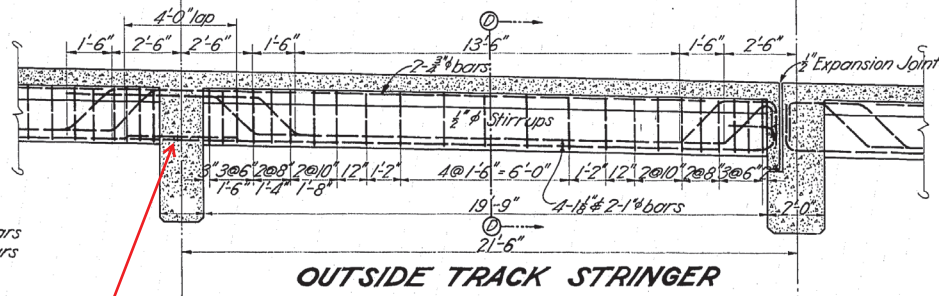 4'-0" lap
D
1'-6" 2'-6" 2'-6" 1'-6" 13'-6" 1'-6" 2'-6"
2-¾"ϕ bars
½" Expansion Joint
½"ϕ Stirrups
3" 3@6" 2@8" 2@10" 12" 1'-2" 4@1'-6" = 6'-0" 1'-2" 12" 2@10" 2@8" 3@6"
1'-6" 1'-4" 1'-8"
19'-9" 4-1⅛"ϕ 2-1"ϕ bars 2'-0"
D
21'-6"
OUTSIDE TRACK STRINGER